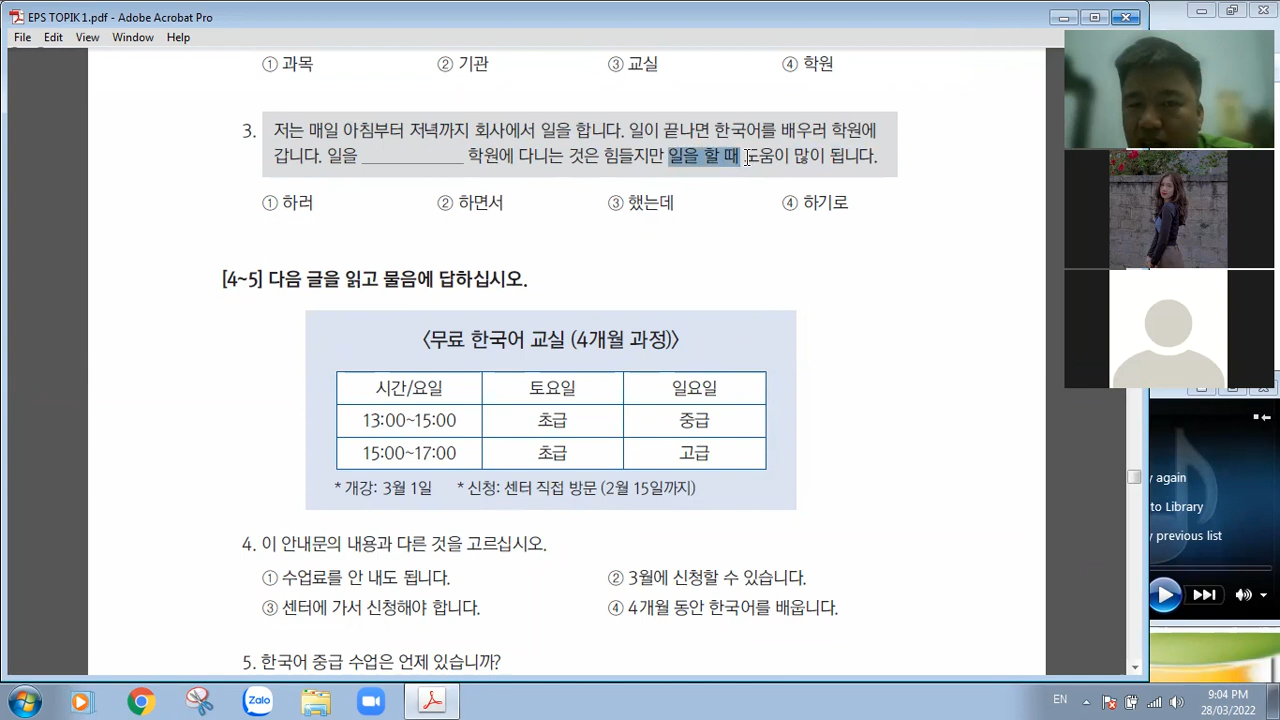 EPS TOPIK 1.pdf - Adobe Acrobat Pro
File Edit View Window Help
① 과목 ② 기관 ③ 교실 ④ 학원
3. 저는 매일 아침부터 저녁까지 회사에서 일을 합니다. 일이 끝나면 한국어를 배우러 학원에
갑니다. 일을 __________ 학원에 다니는 것은 힘들지만 일을 할 때 도움이 많이 됩니다.
① 하러 ② 하면서 ③ 했는데 ④ 하기로
[4~5] 다음 글을 읽고 물음에 답하십시오.
〈무료 한국어 교실 (4개월 과정)〉
시간/요일 토요일 일요일
13:00~15:00 초급 중급
15:00~17:00 초급 고급
* 개강: 3월 1일 * 신청: 센터 직접 방문 (2월 15일까지)
4. 이 안내문의 내용과 다른 것을 고르십시오.
① 수업료를 안 내도 됩니다. ② 3월에 신청할 수 있습니다.
③ 센터에 가서 신청해야 합니다. ④ 4개월 동안 한국어를 배웁니다.
5. 한국어 중급 수업은 언제 있습니까?
again
to Library
previous list
Zalo
EN
9:04 PM
28/03/2022